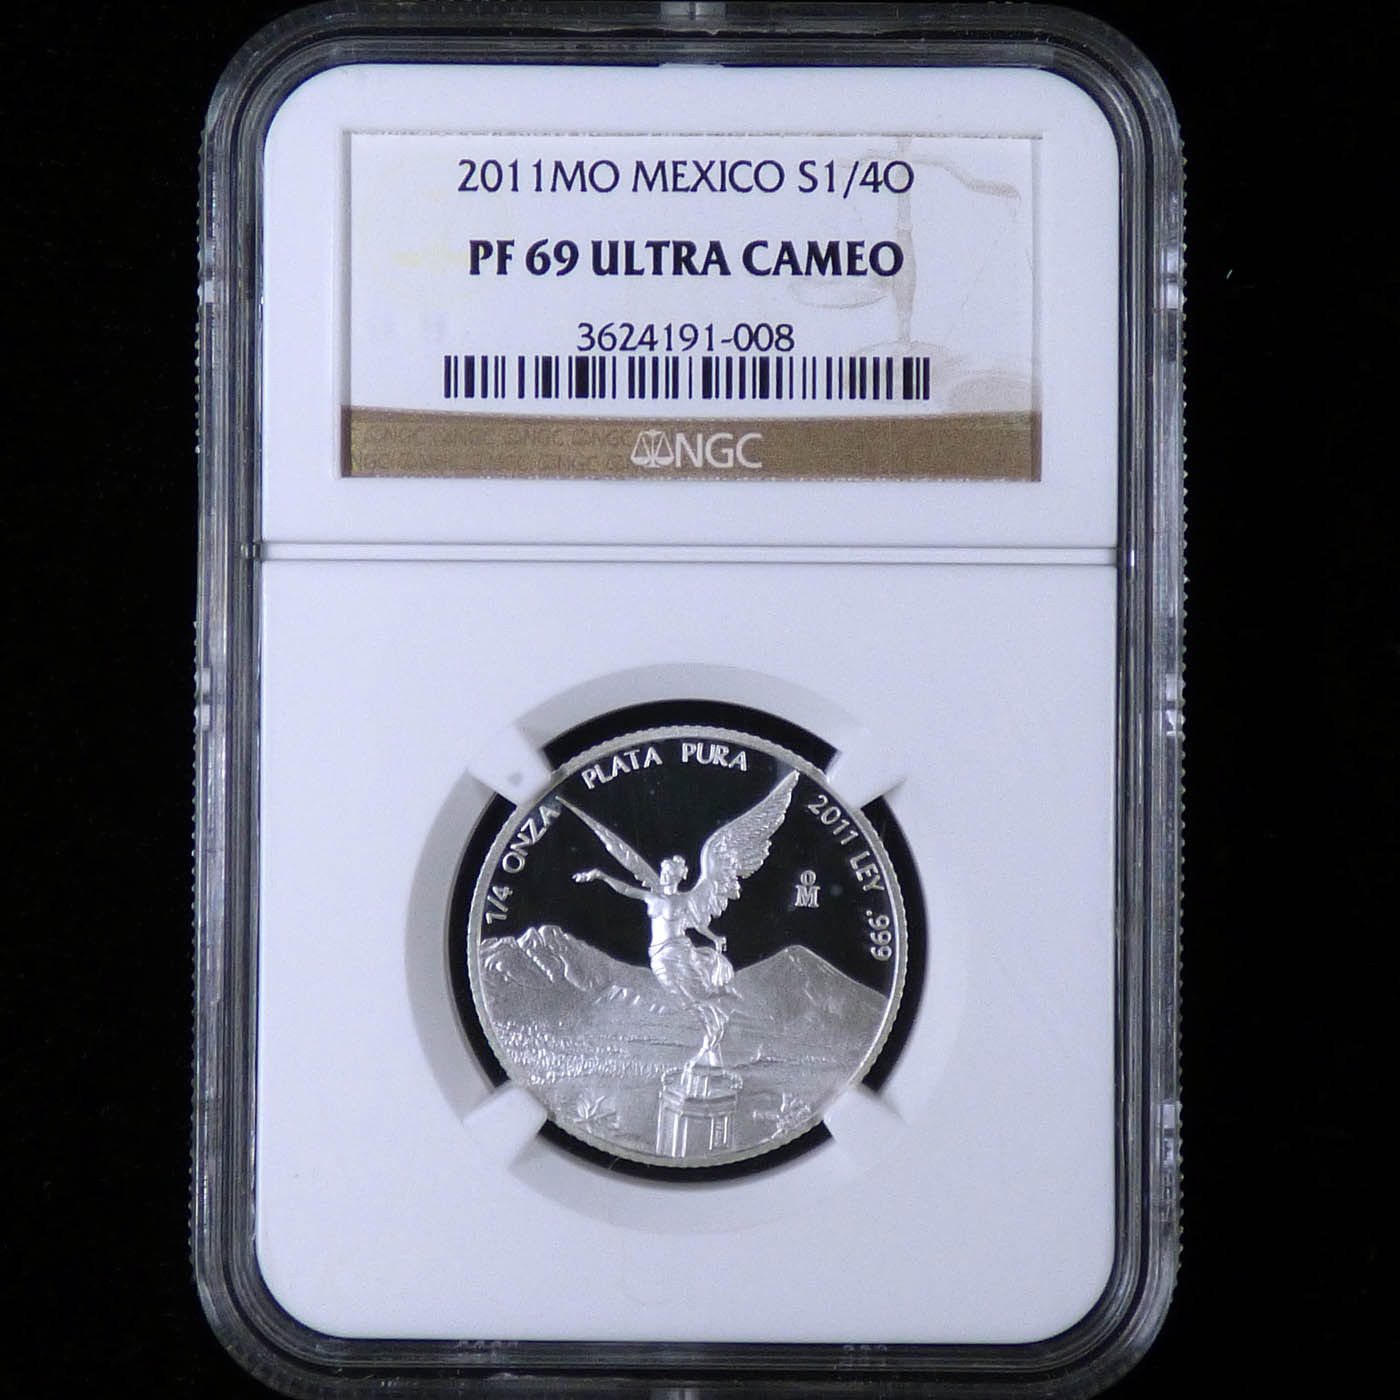 2011MO MEXICO S1/4O
PF 69 ULTRA CAMEO
3624191-008
NGC
1/4 ONZA PLATA PURA 2011 LEY .999
M